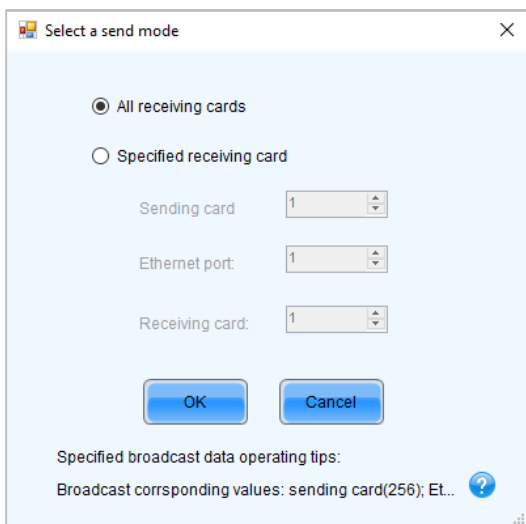 Select a send mode
All receiving cards
Specified receiving card
Sending card 1
Ethernet port: 1
Receiving card: 1
OK Cancel
Specified broadcast data operating tips:
Broadcast corrsponding values: sending card(256); Et... ?